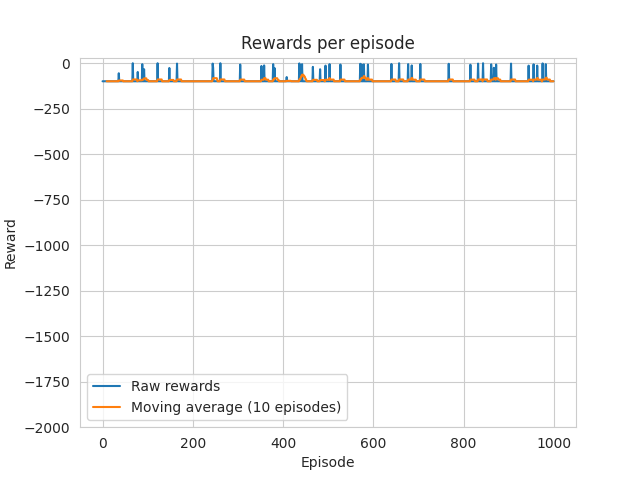 Rewards per episode
0
−250
−500
−750
−1000
−1250
−1500
−1750
−2000
Reward
Raw rewards
Moving average (10 episodes)
0 200 400 600 800 1000
Episode